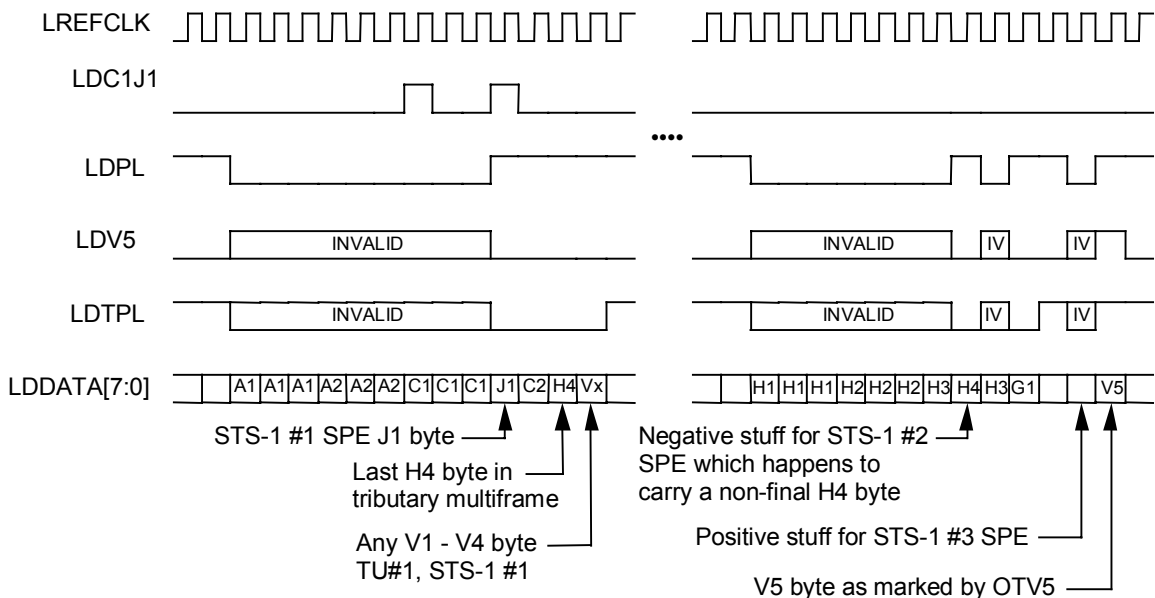 LREFCLK
LDC1J1
••••
LDPL
LDV5
INVALID
INVALID
IV
IV
LDTPL
INVALID
INVALID
IV
IV
LDDATA[7:0]
A1 A1 A1 A2 A2 A2 C1 C1 C1 J1 C2 H4 Vx
H1 H1 H1 H2 H2 H2 H3 H4 H3 G1 V5
STS-1 #1 SPE J1 byte
Last H4 byte in
tributary multiframe
Any V1 - V4 byte
TU#1, STS-1 #1
Negative stuff for STS-1 #2
SPE which happens to
carry a non-final H4 byte
Positive stuff for STS-1 #3 SPE
V5 byte as marked by OTV5